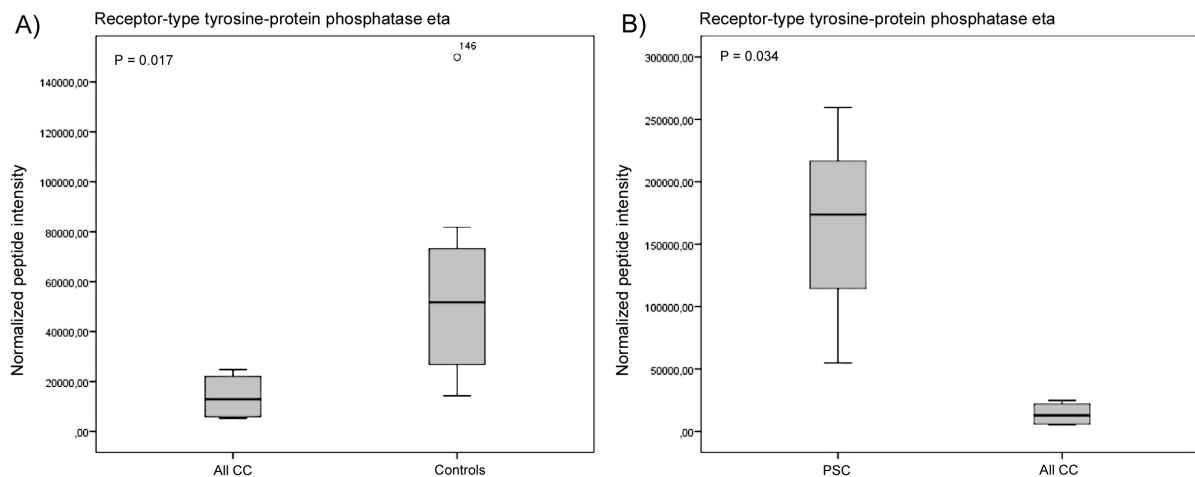 A)
Receptor-type tyrosine-protein phosphatase eta
P = 0.017
146
Normalized peptide intensity
140000,00
120000,00
100000,00
80000,00
60000,00
40000,00
20000,00
,00
All CC
Controls
B)
Receptor-type tyrosine-protein phosphatase eta
P = 0.034
Normalized peptide intensity
300000,00
250000,00
200000,00
150000,00
100000,00
50000,00
,00
PSC
All CC